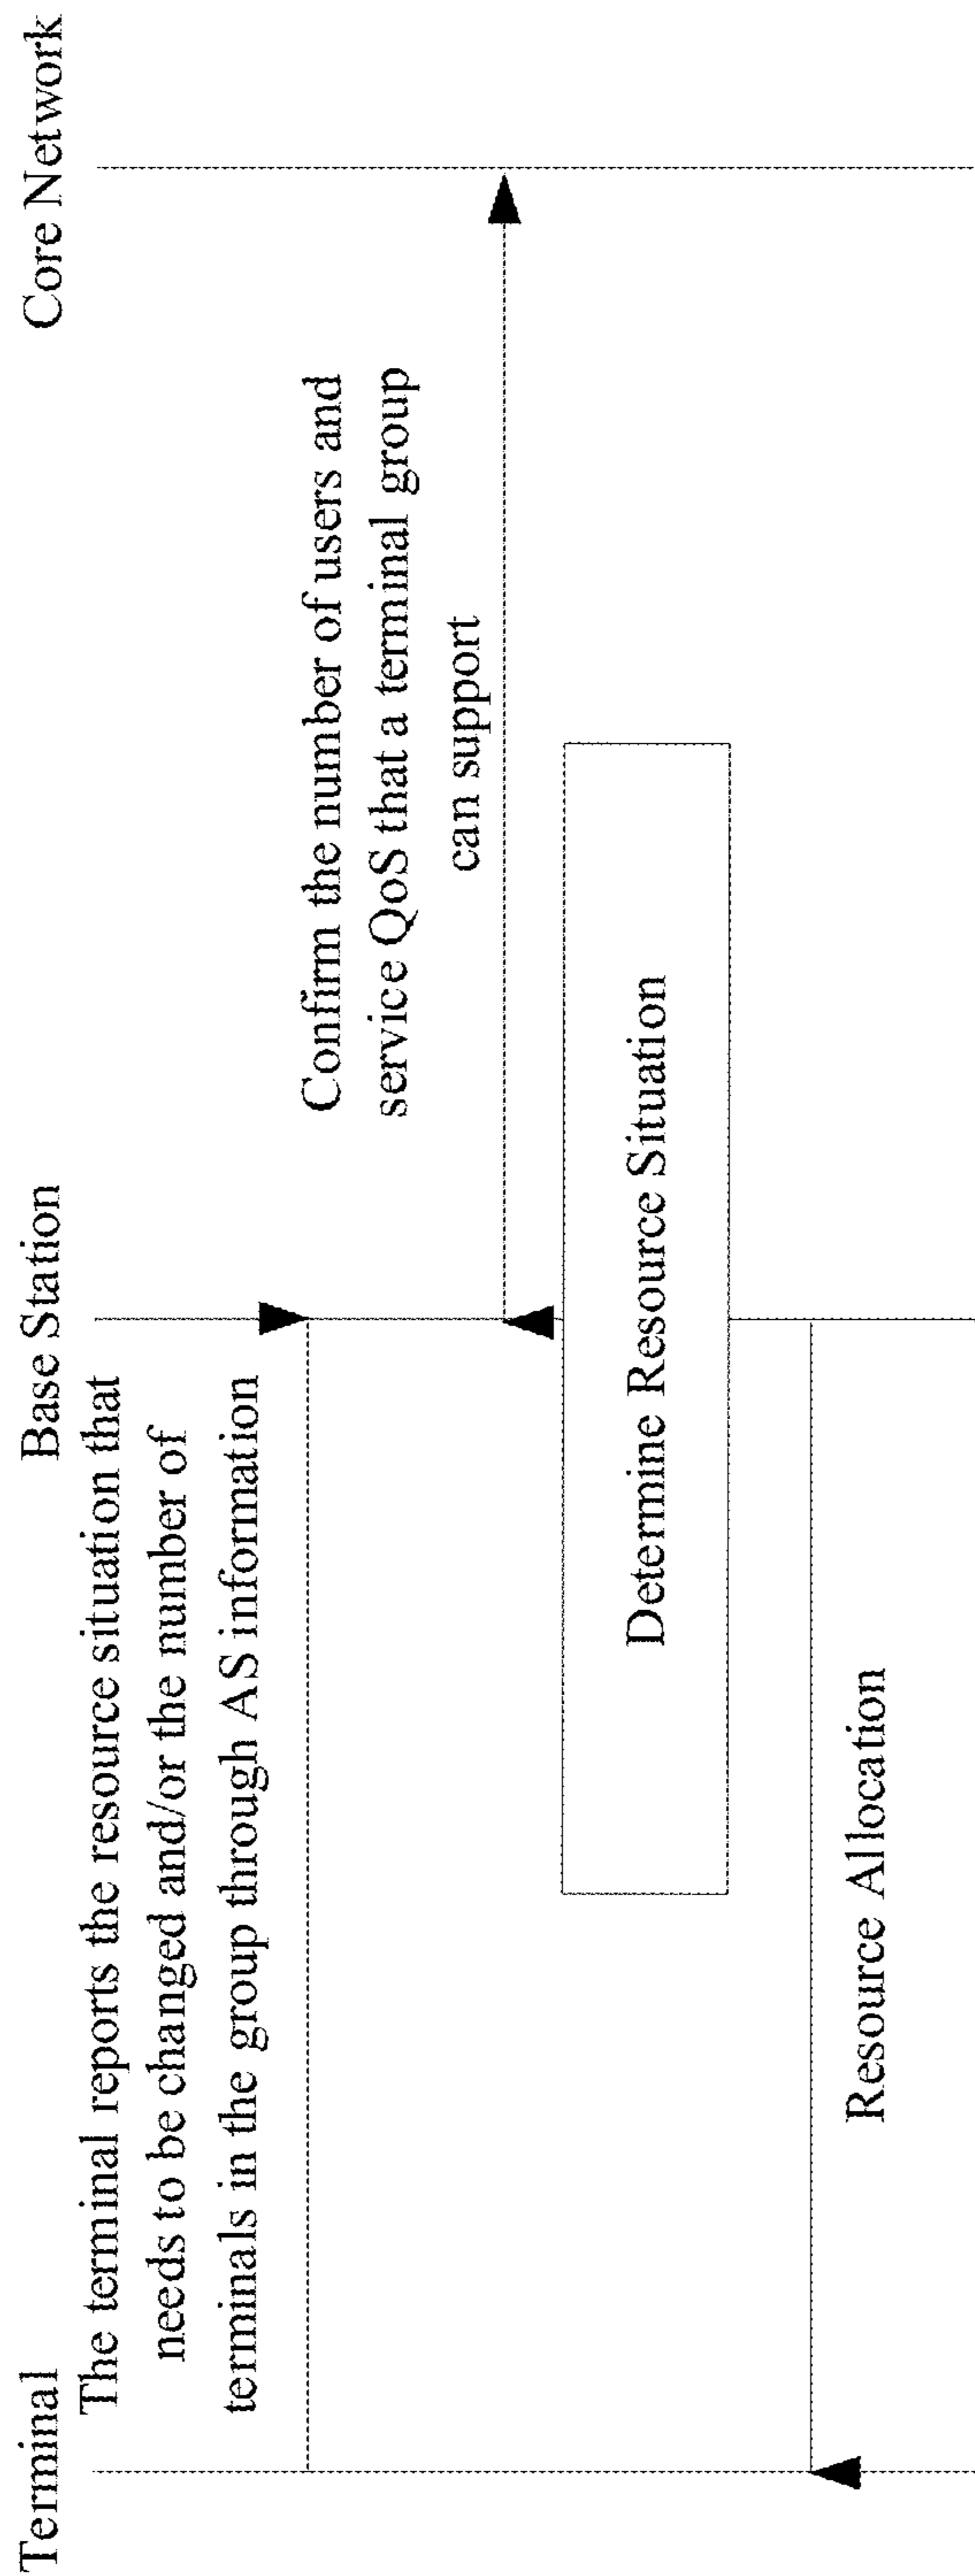 Terminal
Base Station
Core Network
The terminal reports the resource situation that
needs to be changed and/or the number of
terminals in the group through AS information
Confirm the number of users and
service QoS that a terminal group
can support
Determine Resource Situation
Resource Allocation